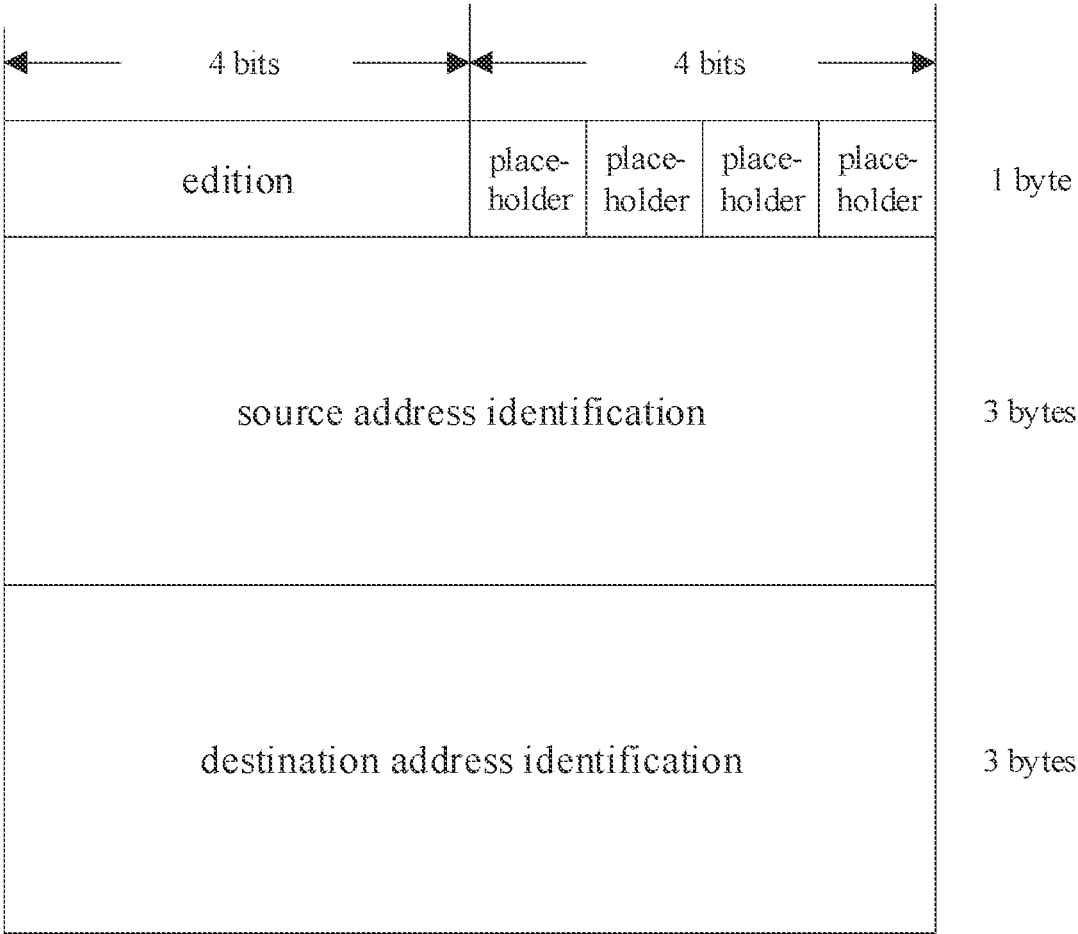 4 bits 4 bits
edition place-
holder place-
holder place-
holder place-
holder 1 byte
source address identification 3 bytes
destination address identification 3 bytes